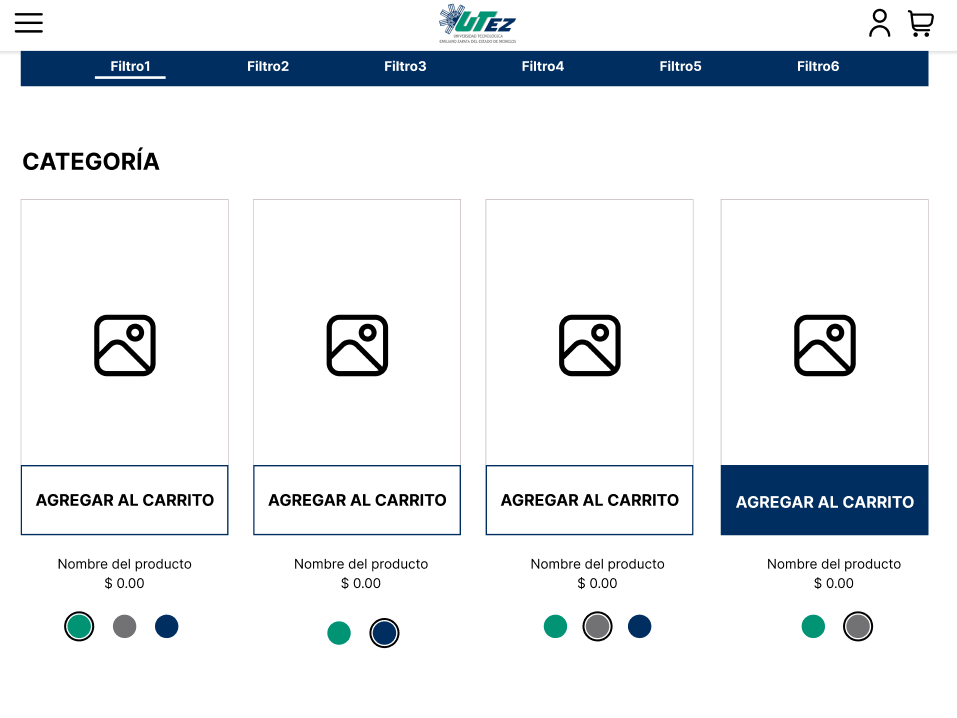 UTEZ
UNIVERSIDAD TECNOLÓGICA
EMILIANO ZAPATA DEL ESTADO DE MORELOS
Filtro1 Filtro2 Filtro3 Filtro4 Filtro5 Filtro6
CATEGORÍA
AGREGAR AL CARRITO AGREGAR AL CARRITO AGREGAR AL CARRITO AGREGAR AL CARRITO
Nombre del producto Nombre del producto Nombre del producto Nombre del producto
$ 0.00 $ 0.00 $ 0.00 $ 0.00